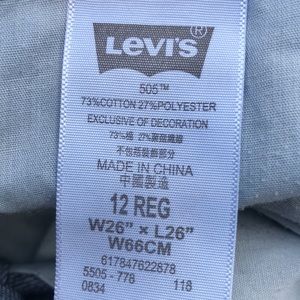 LEVI'S®
505™
73%COTTON 27%POLYESTER
EXCLUSIVE OF DECORATION
73%棉 27%聚酯纖維
不包括裝飾部分
MADE IN CHINA
中國製造
12 REG
W26" × L26"
W66CM
617847622878
5505-778 118
0834